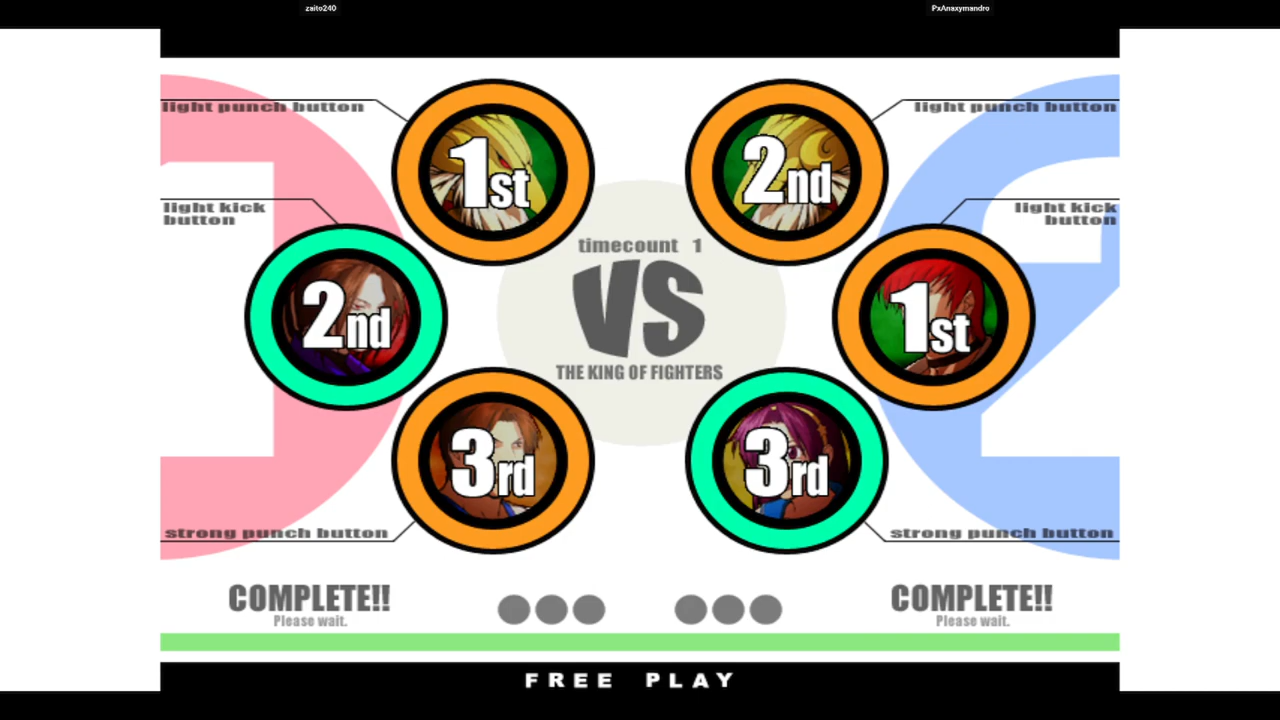 zaito240
PxAnaxymandro
light punch button
light punch button
1st
2nd
light kick
button
light kick
button
timecount 1
VS
THE KING OF FIGHTERS
2nd
1st
3rd
3rd
strong punch button
strong punch button
COMPLETE!!
Please wait.
COMPLETE!!
Please wait.
FREE PLAY